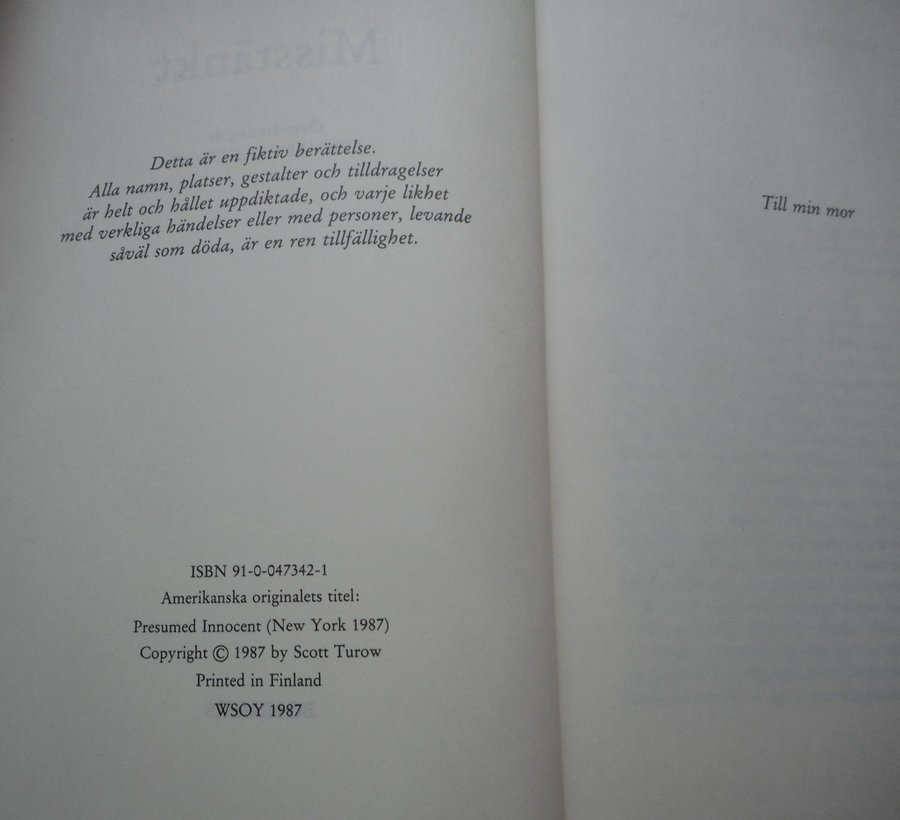 Detta är en fiktiv berättelse.
Alla namn, platser, gestalter och tilldragelser
är helt och hållet uppdiktade, och varje likhet
med verkliga händelser eller med personer, levande
såväl som döda, är en ren tillfällighet.
ISBN 91-0-047342-1
Amerikanska originalets titel:
Presumed Innocent (New York 1987)
Copyright © 1987 by Scott Turow
Printed in Finland
WSOY 1987
Till min mor